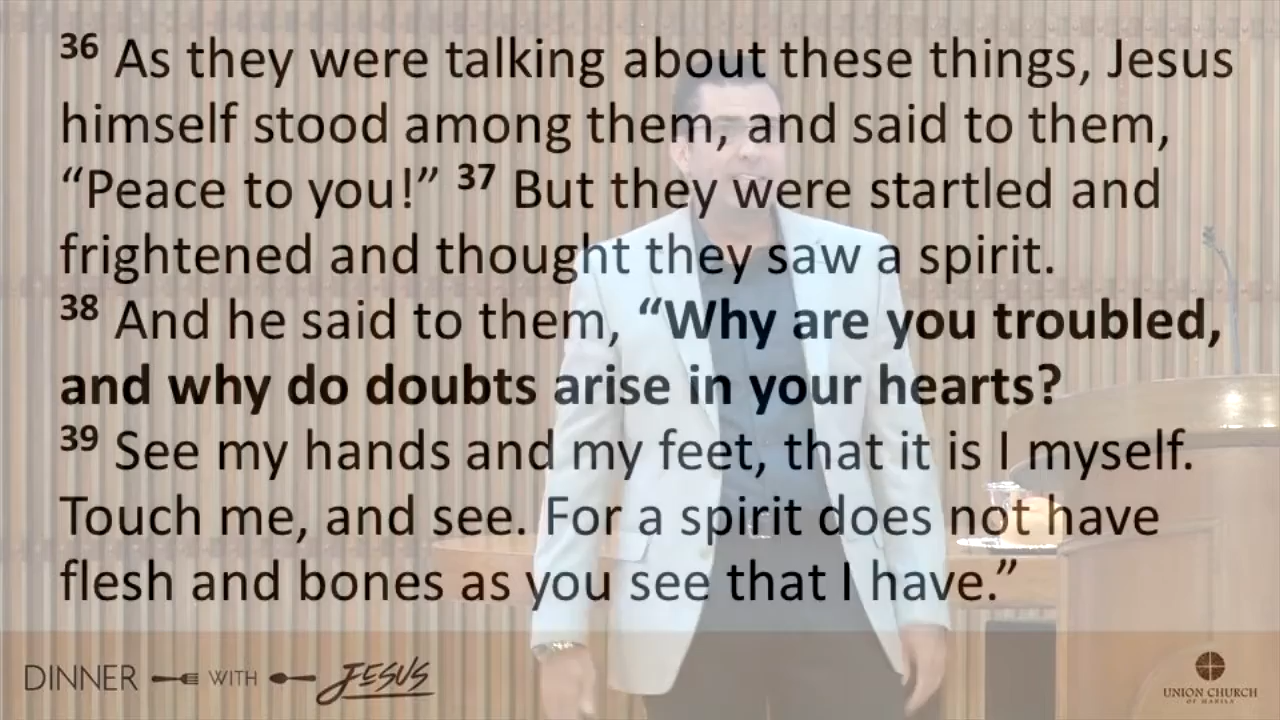 36 As they were talking about these things, Jesus
himself stood among them, and said to them,
“Peace to you!” 37 But they were startled and
frightened and thought they saw a spirit.
38 And he said to them, “Why are you troubled,
and why do doubts arise in your hearts?
39 See my hands and my feet, that it is I myself.
Touch me, and see. For a spirit does not have
flesh and bones as you see that I have.”
DINNER WITH JESUS
UNION CHURCH
OF MANILA